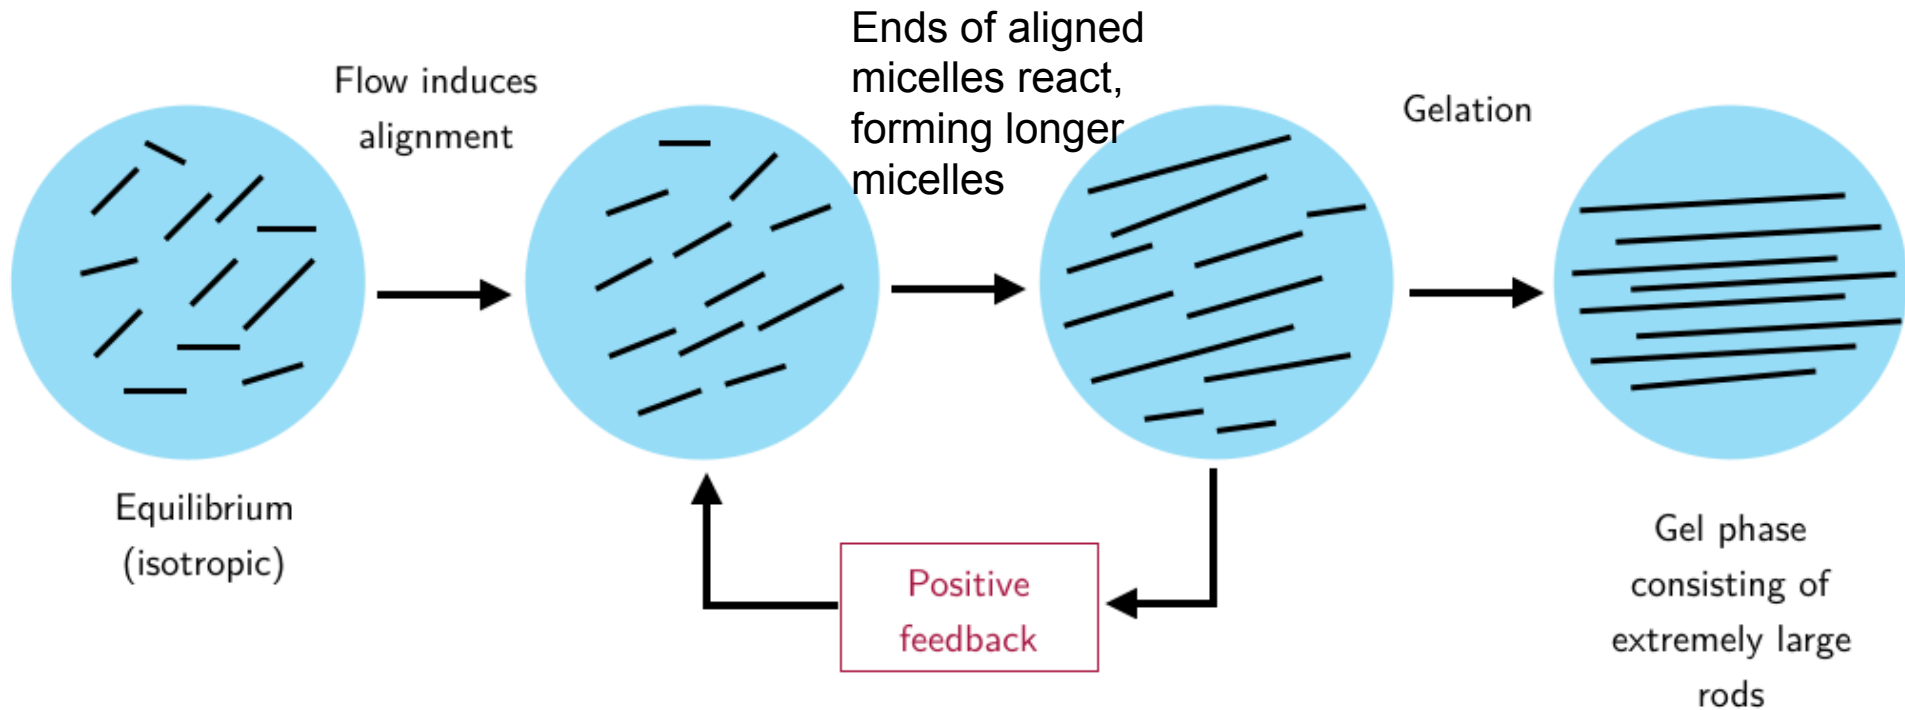 Flow induces
alignment
Ends of aligned
micelles react,
forming longer
micelles
Gelation
Equilibrium
(isotropic)
Positive
feedback
Gel phase
consisting of
extremely large
rods